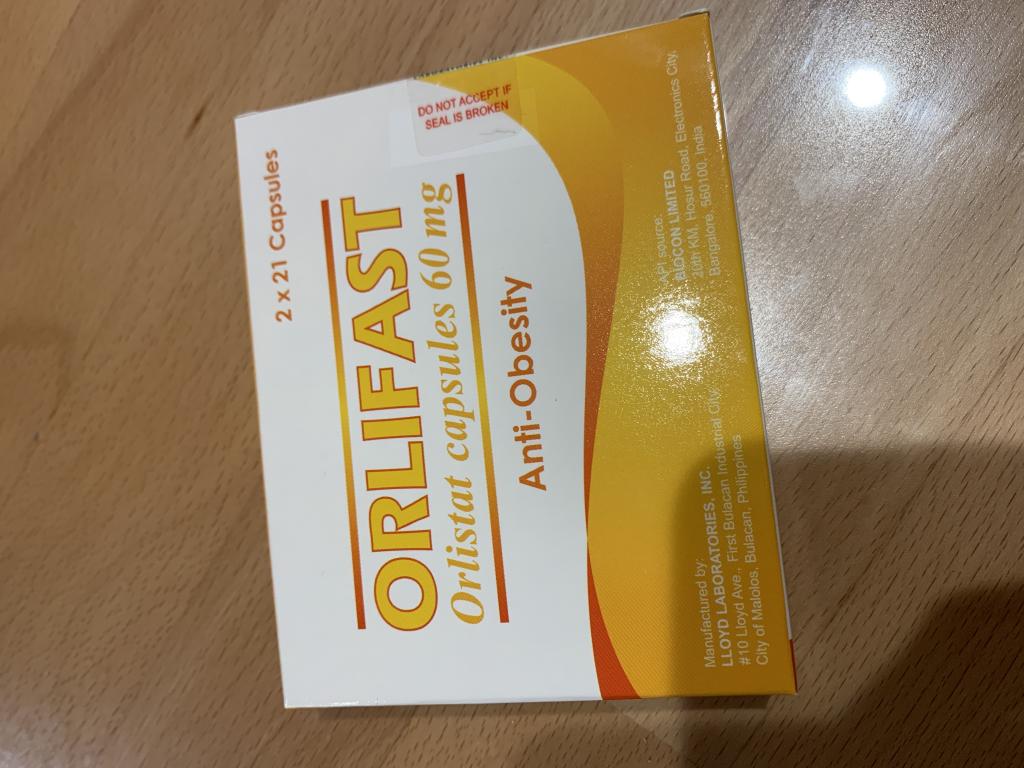 2 x 21 Capsules
DO NOT ACCEPT IF
SEAL IS BROKEN
ORLIFAST
Orlistat capsules 60 mg
Anti-Obesity
Manufactured by:
LLOYD LABORATORIES, INC.
#10 Lloyd Ave., First Bulacan Industrial City,
City of Malolos, Bulacan, Philippines
API source:
BIOCON LIMITED
20th KM, Hosur Road, Electronics City,
Bangalore, 560100, India